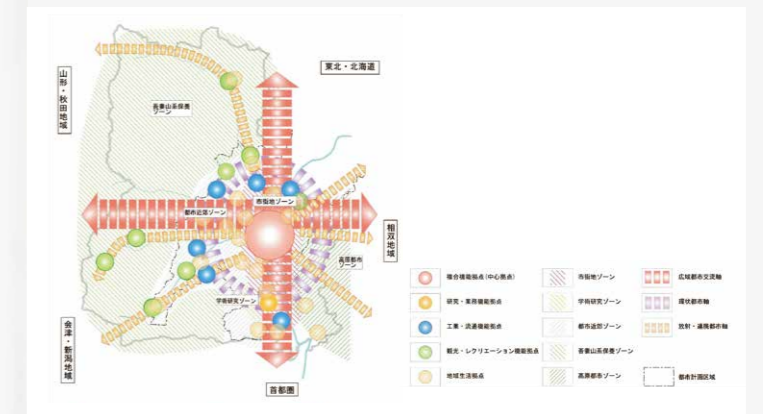 東北・北海道
山形・秋田地域
吾妻山系保養
ゾーン
市街地ゾーン
都市近郊ゾーン
相双地域
高原都市
ゾーン
学術研究ゾーン
会津・新潟地域
首都圏
複合機能拠点(中心拠点)
市街地ゾーン
広域都市交流軸
研究・業務機能拠点
学術研究ゾーン
環状都市軸
工業・流通機能拠点
都市近郊ゾーン
放射・連携都市軸
観光・レクリエーション機能拠点
吾妻山系保養ゾーン
地域生活拠点
高原都市ゾーン
都市計画区域